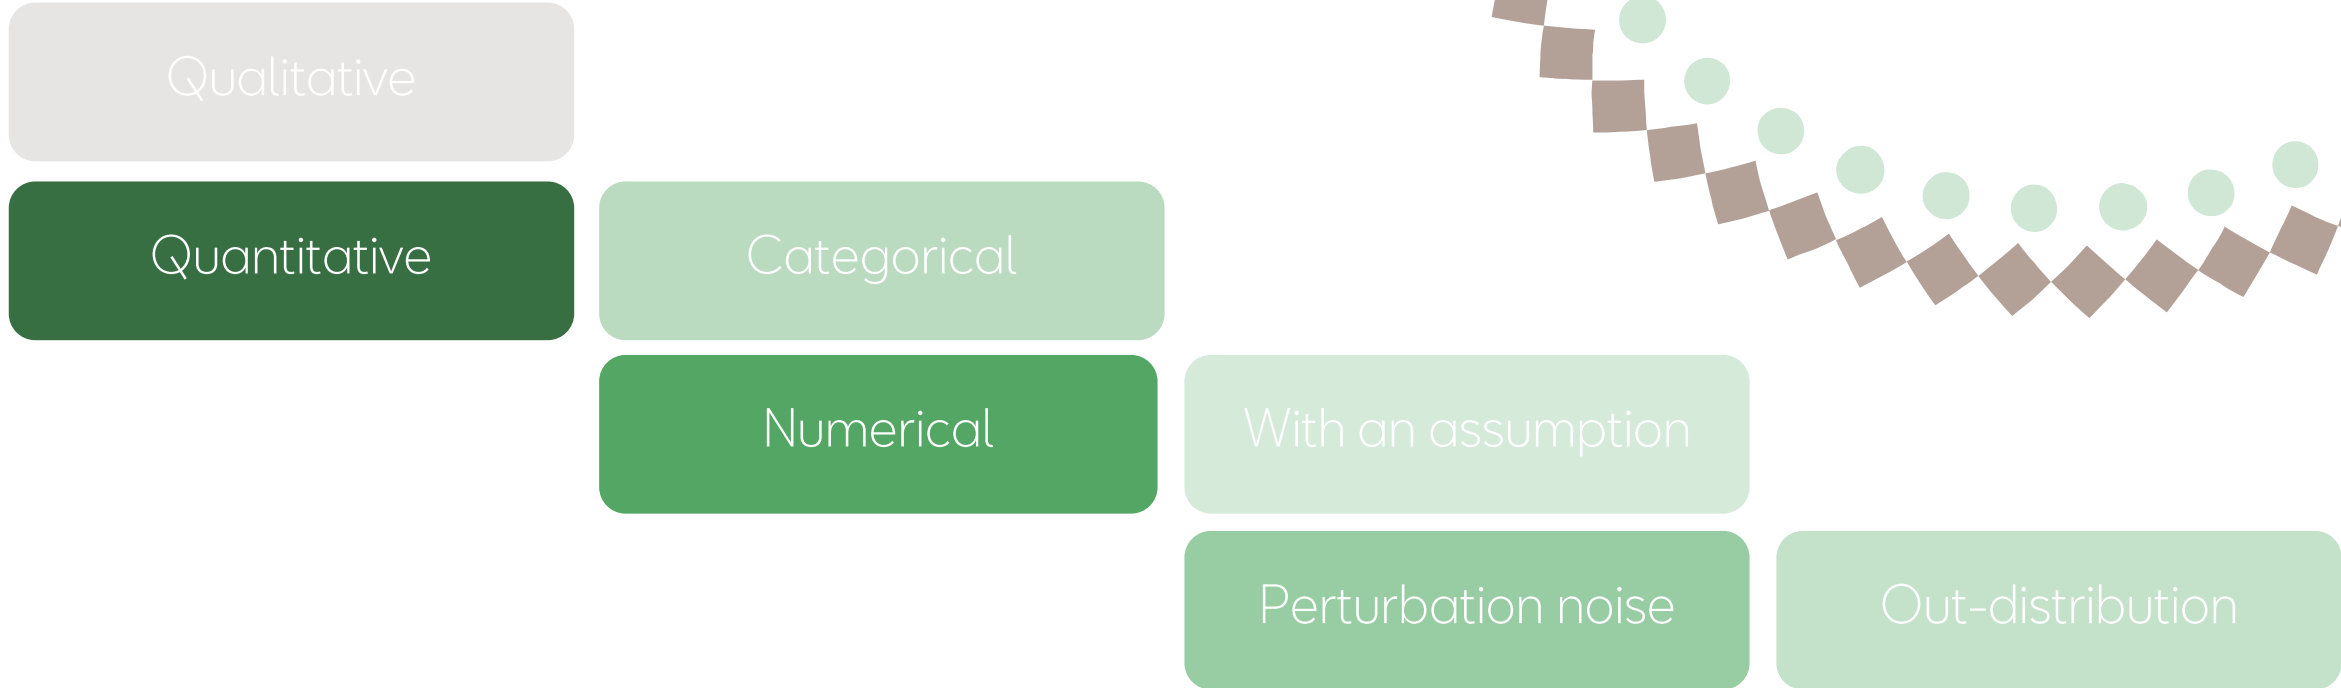 Qualitative
Quantitative
Categorical
Numerical
With an assumption
Perturbation noise
Out-distribution